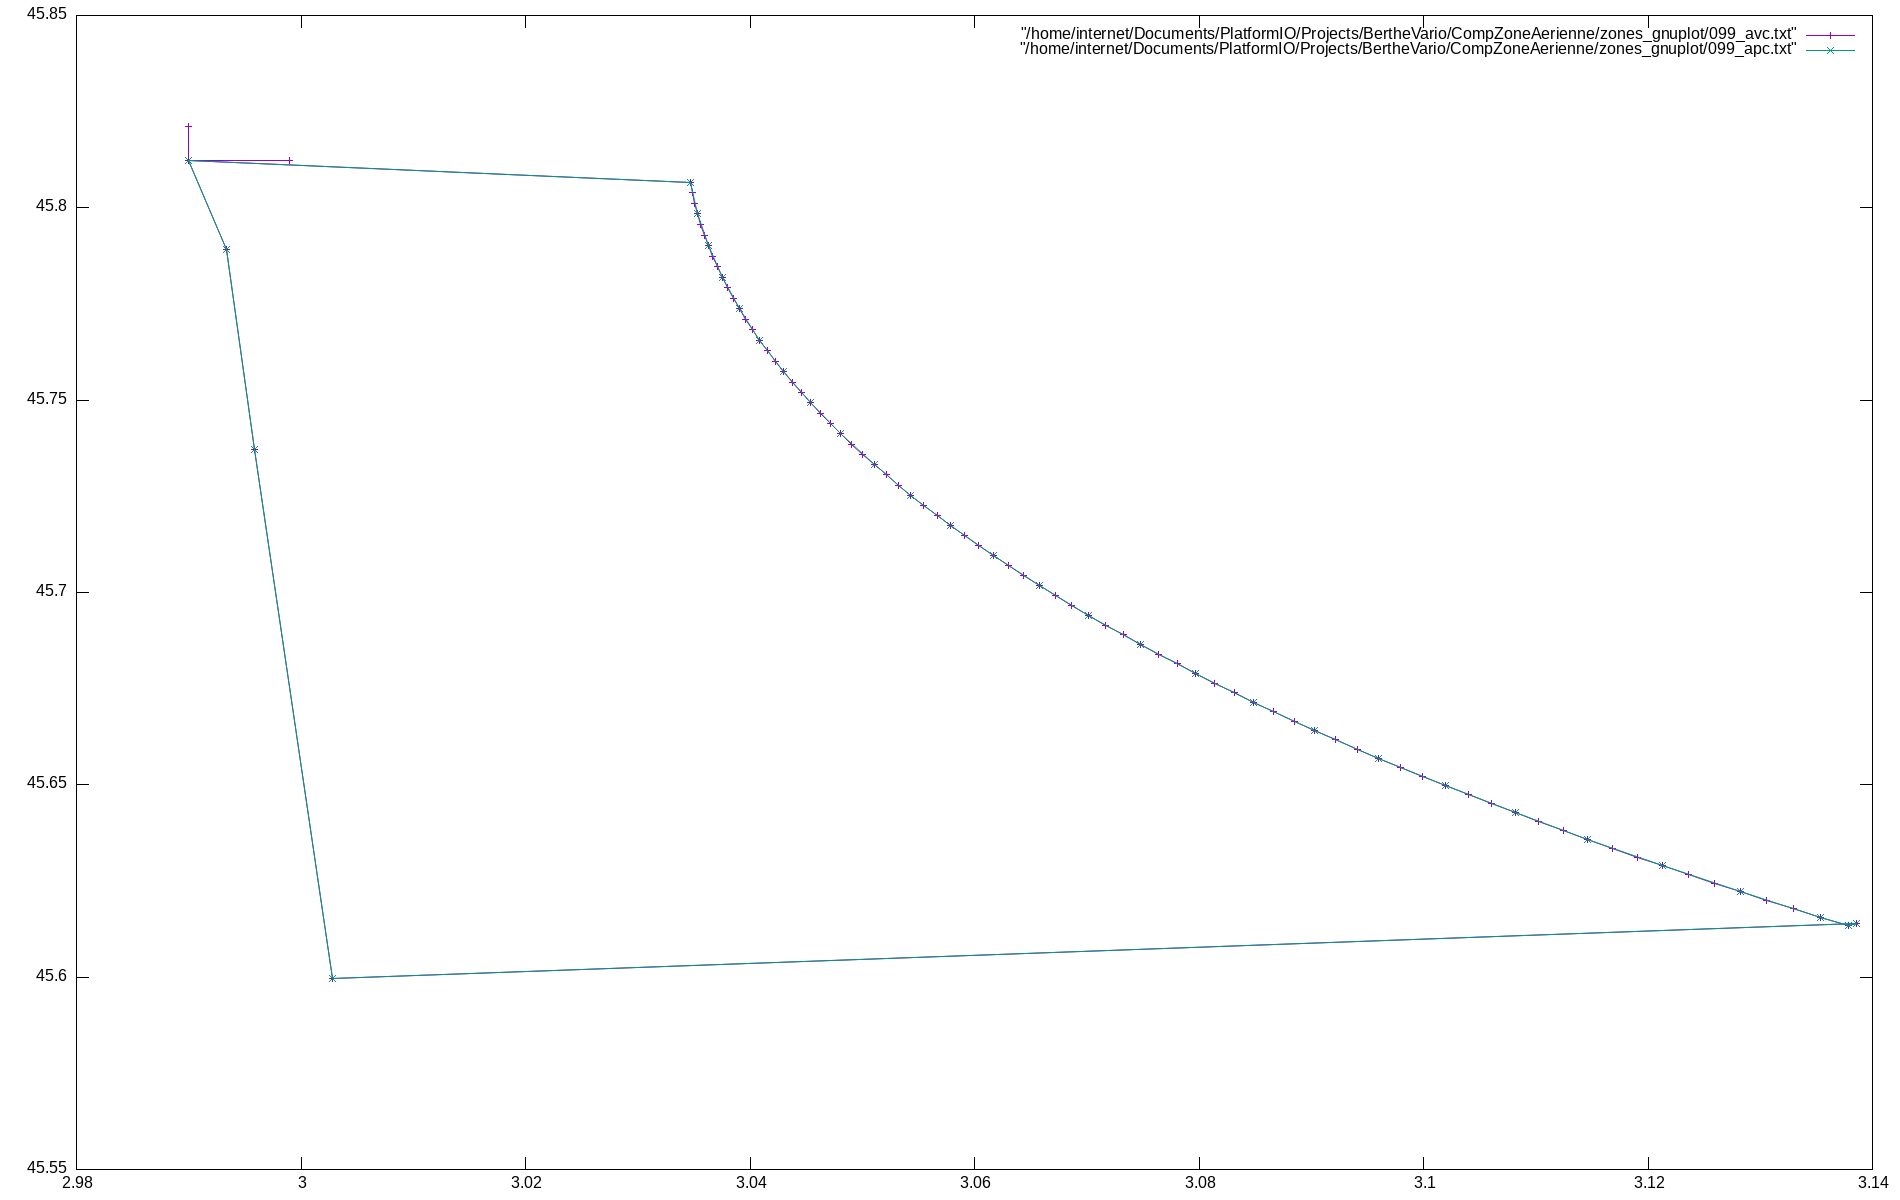 45.85
"/home/internet/Documents/PlatformIO/Projects/BertheVario/CompZoneAerienne/zones_gnuplot/099_avc.txt"
"/home/internet/Documents/PlatformIO/Projects/BertheVario/CompZoneAerienne/zones_gnuplot/099_apc.txt"
45.8
45.75
45.7
45.65
45.6
45.55
2.98 3 3.02 3.04 3.06 3.08 3.1 3.12 3.14